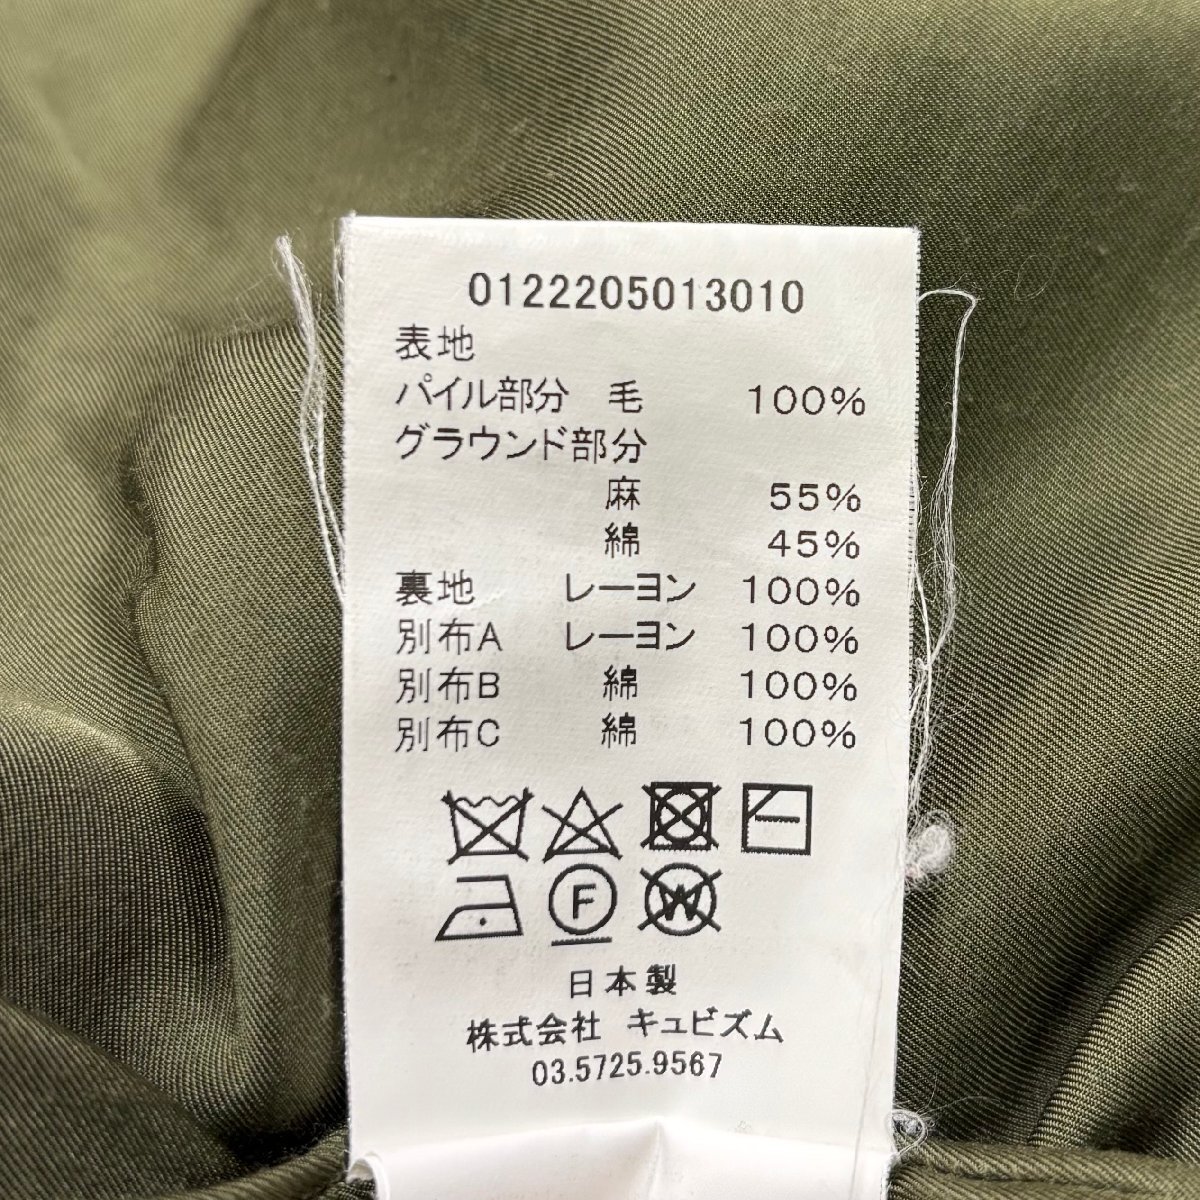 0122205013010
表地
パイル部分 毛 100%
グラウンド部分
麻 55%
綿 45%
裏地 レーヨン 100%
別布A レーヨン 100%
別布B 綿 100%
別布C 綿 100%
F W
日本製
株式会社 キュビズム
03.5725.9567